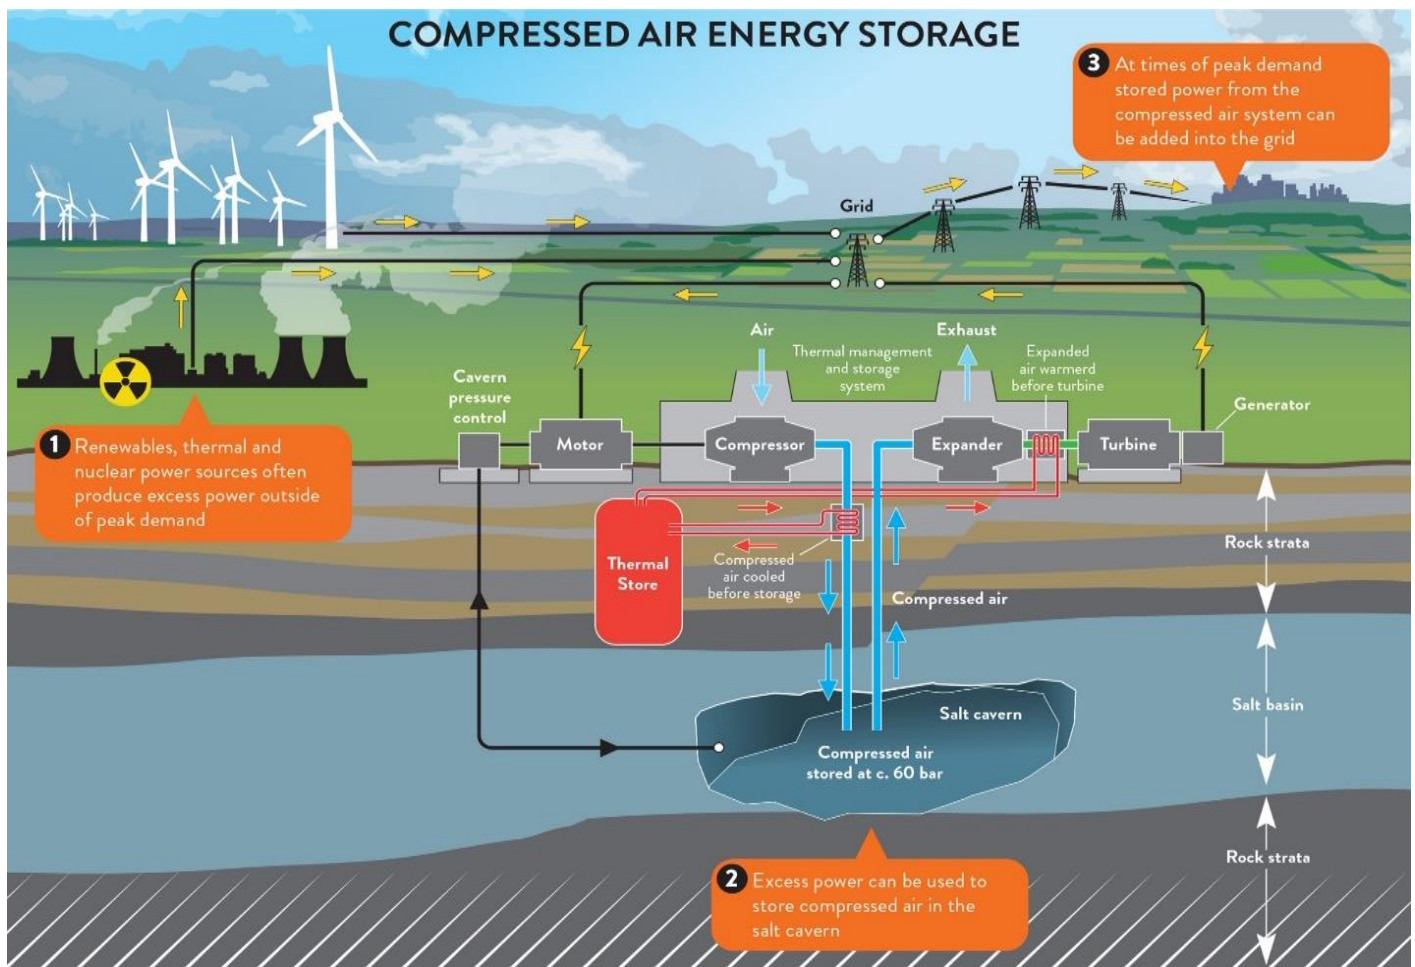 COMPRESSED AIR ENERGY STORAGE
3 At times of peak demand
stored power from the
compressed air system can
be added into the grid
Grid
Air
Exhaust
Thermal management
and storage
system
Expanded
air warmerd
before turbine
Cavern
pressure
control
Generator
Motor
Compressor
Expander
Turbine
1 Renewables, thermal and
nuclear power sources often
produce excess power outside
of peak demand
Thermal
Store
Compressed
air cooled
before storage
Compressed air
Rock strata
Salt basin
Salt cavern
Compressed air
stored at c. 60 bar
Rock strata
2 Excess power can be used to
store compressed air in the
salt cavern